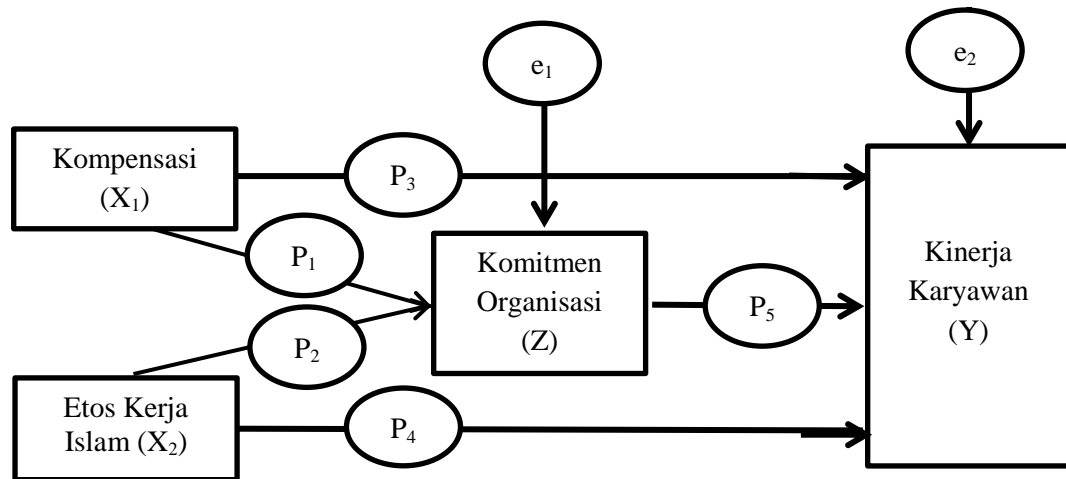 e₁
e₂
Kompensasi
(X₁)
P₃
P₁
Komitmen
Organisasi
(Z)
P₅
Kinerja
Karyawan
(Y)
P₂
Etos Kerja
Islam (X₂)
P₄